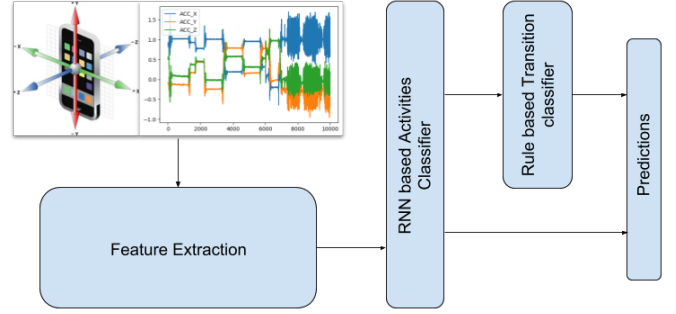 +Y
-X
-Z
+Z
+X
-Y
ACC_X
ACC_Y
ACC_Z
1.5
1.0
0.5
0.0
-0.5
-1.0
0
2000
4000
6000
8000
10000
Feature Extraction
RNN based Activities
Classifier
Rule based Transition
classifier
Predictions